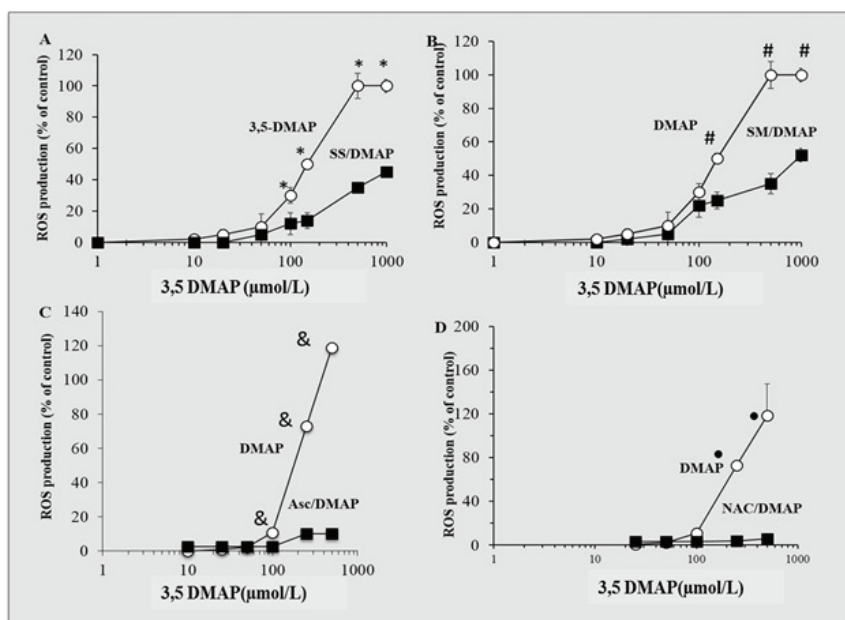 A
120
100
80
60
40
20
0
ROS production (% of control)
3,5-DMAP
SS/DMAP
* * * *
1 10 100 1000
3,5 DMAP (μmol/L)
B
120
100
80
60
40
20
0
ROS production (% of control)
DMAP
SM/DMAP
# # #
1 10 100 1000
3,5 DMAP(μmol/L)
C
140
120
100
80
60
40
20
0
ROS production (% of control)
&
&
DMAP
Asc/DMAP
&
1 10 100 1000
3,5 DMAP(μmol/L)
D
200
160
120
80
40
0
ROS production (% of control)
DMAP
NAC/DMAP
1 10 100 1000
3,5 DMAP(μmol/L)